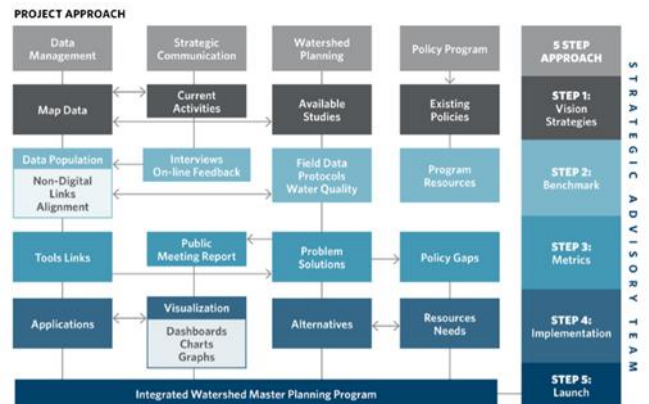 PROJECT APPROACH
Data
Management
Strategic
Communication
Watershed
Planning
Policy Program
5 STEP
APPROACH
Map Data
Current
Activities
Available
Studies
Existing
Policies
STEP 1:
Vision
Strategies
Data Population
Non-Digital
Links
Alignment
Interviews
On-line Feedback
Field Data
Protocols
Water Quality
Program
Resources
STEP 2:
Benchmark
Tools Links
Public
Meeting Report
Problem
Solutions
Policy Gaps
STEP 3:
Metrics
Applications
Visualization
Dashboards
Charts
Graphs
Alternatives
Resources
Needs
STEP 4:
Implementation
Integrated Watershed Master Planning Program
STEP 5:
Launch
STRATEGIC ADVISORY TEAM